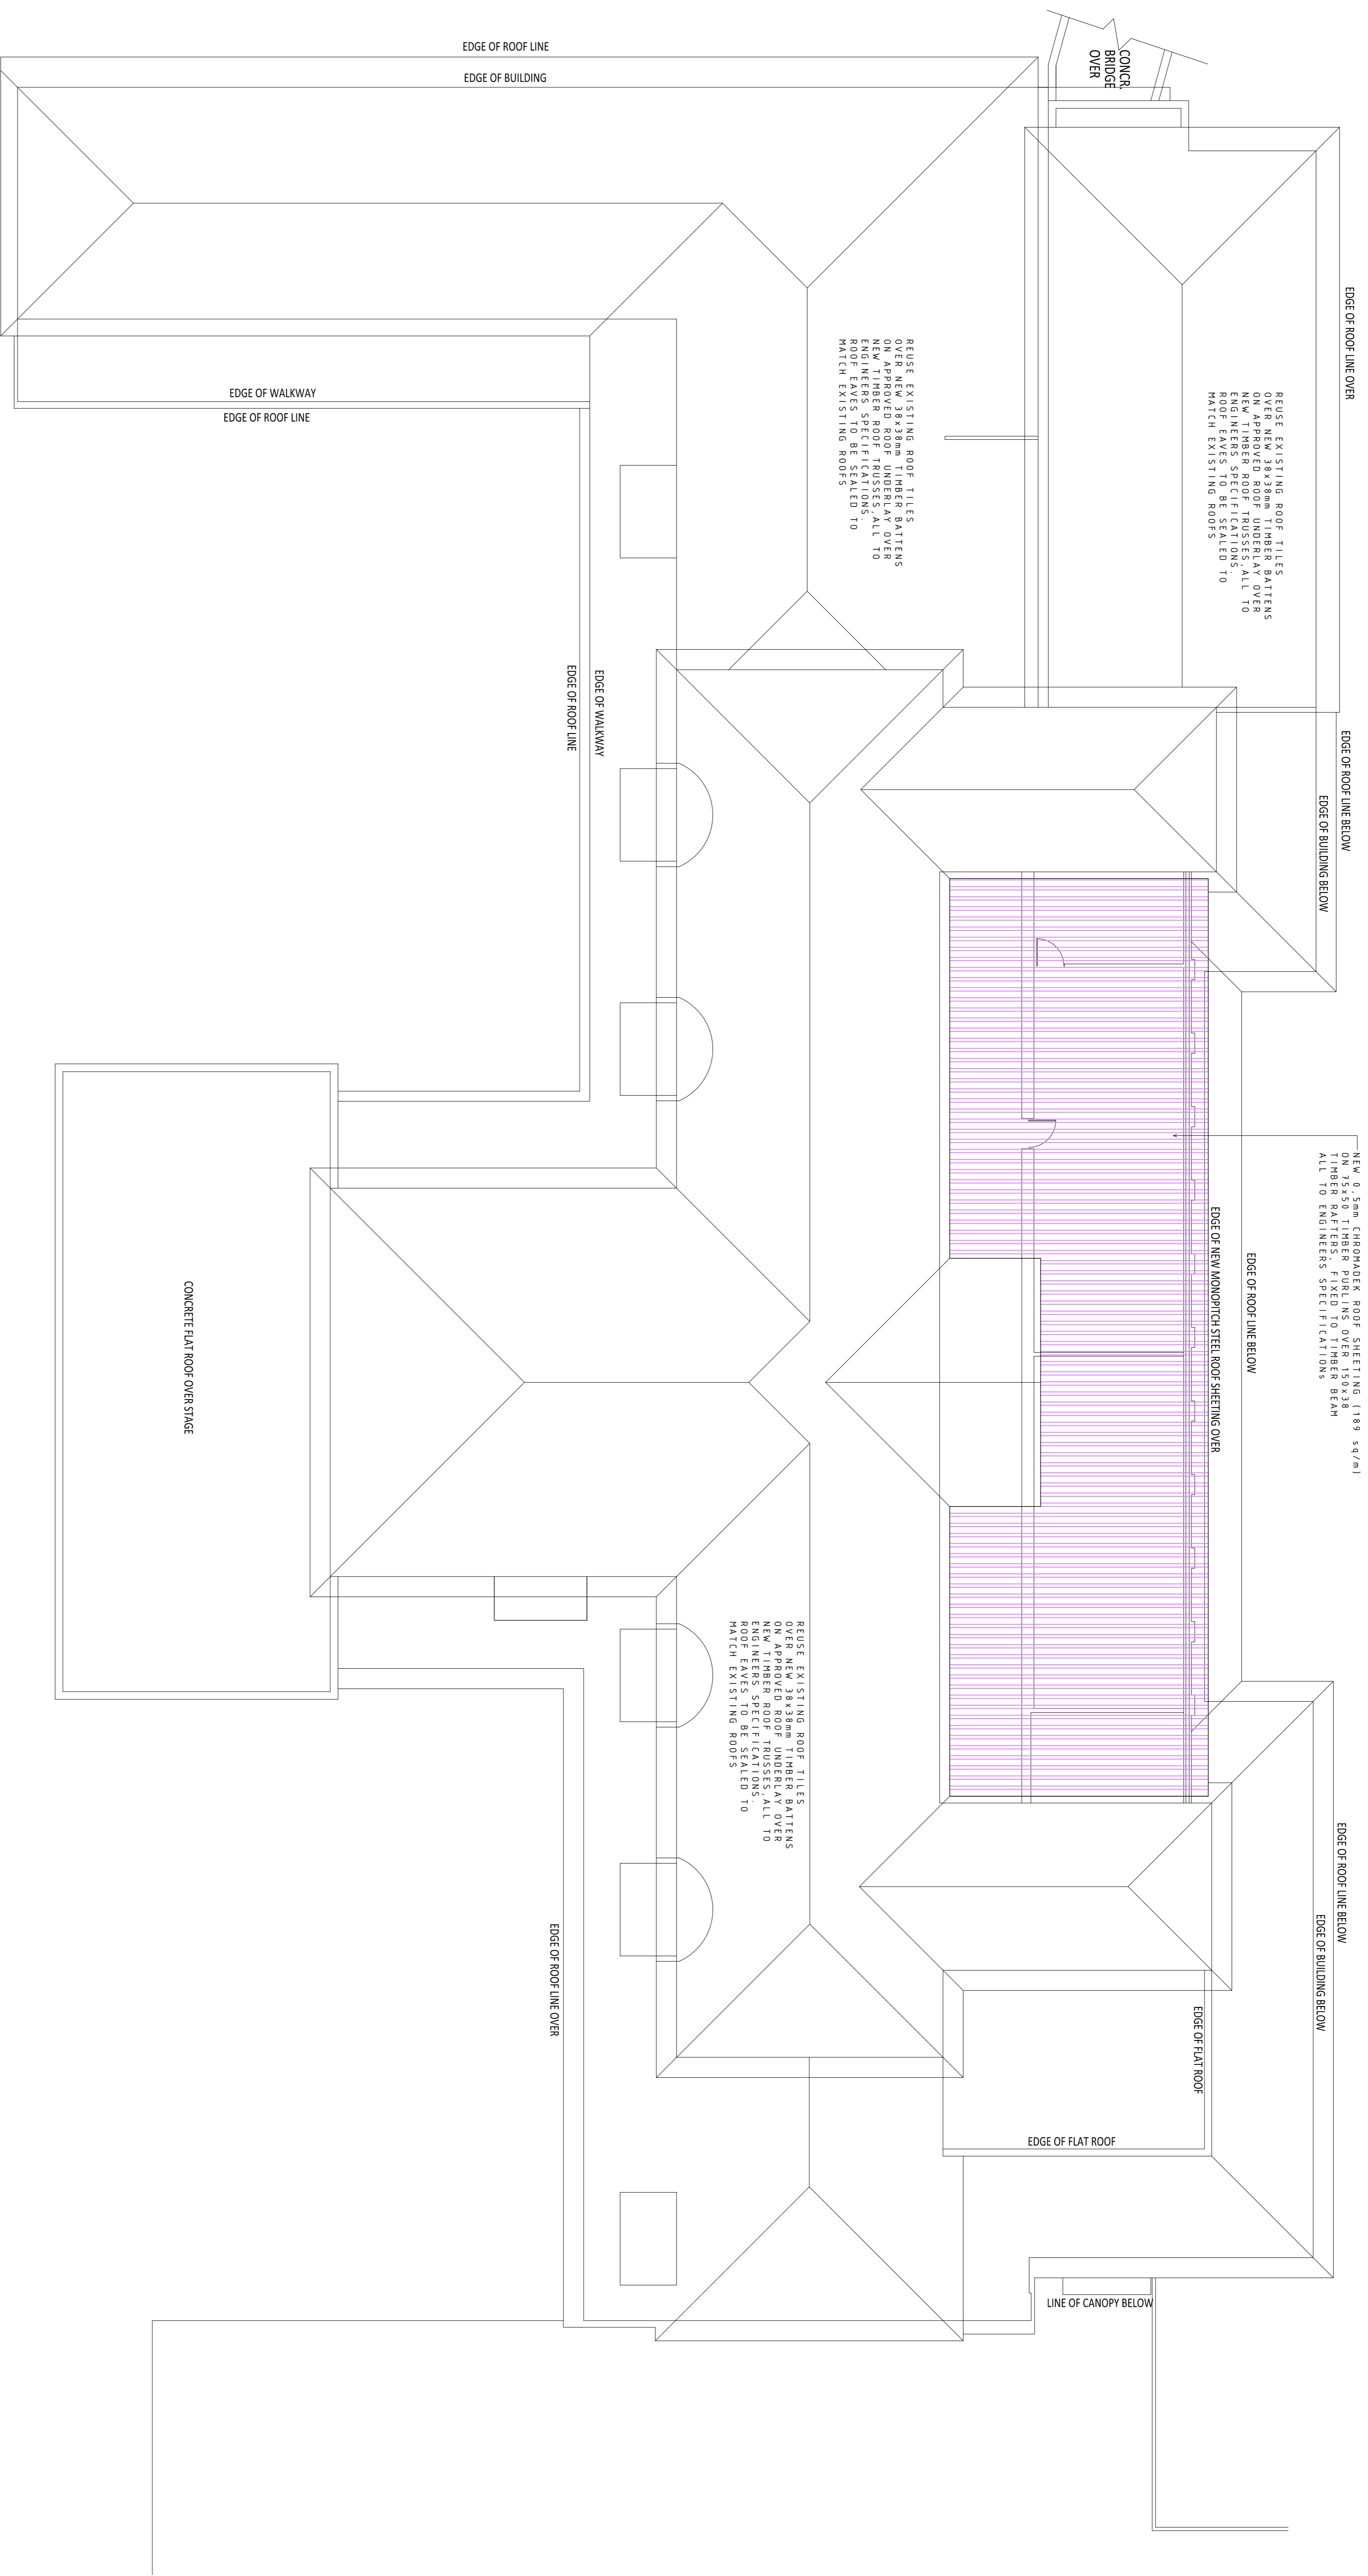 EDGE OF ROOF LINE
EDGE OF BUILDING
CONCR.
BRIDGE
OVER
EDGE OF ROOF LINE OVER
REUSE EXISTING ROOF TILES
OVER NEW 38x38mm TIMBER BATTENS
ON APPROVED ROOF UNDERLAY OVER
NEW TIMBER ROOF TRUSSES,ALL TO
ENGINEERS SPECIFICATIONS.
ROOF EAVES TO BE SEALED TO
MATCH EXISTING ROOFS
REUSE EXISTING ROOF TILES
OVER NEW 38x38mm TIMBER BATTENS
ON APPROVED ROOF UNDERLAY OVER
NEW TIMBER ROOF TRUSSES,ALL TO
ENGINEERS SPECIFICATIONS.
ROOF EAVES TO BE SEALED TO
MATCH EXISTING ROOFS
EDGE OF WALKWAY
EDGE OF ROOF LINE
EDGE OF WALKWAY
EDGE OF ROOF LINE
EDGE OF ROOF LINE BELOW
EDGE OF BUILDING BELOW
NEW 0.5mm CHROMADEK ROOF SHEETING (189 sq/m)
ON 75x50 TIMBER PURLINS OVER 150x38
TIMBER RAFTERS, FIXED TO TIMBER BEAM
ALL TO ENGINEERS SPECIFICATIONs
EDGE OF ROOF LINE BELOW
EDGE OF NEW MONOPITCH STEEL ROOF SHEETING OVER
CONCRETE FLAT ROOF OVER STAGE
REUSE EXISTING ROOF TILES
OVER NEW 38x38mm TIMBER BATTENS
ON APPROVED ROOF UNDERLAY OVER
NEW TIMBER ROOF TRUSSES,ALL TO
ENGINEERS SPECIFICATIONS.
ROOF EAVES TO BE SEALED TO
MATCH EXISTING ROOFS
EDGE OF ROOF LINE BELOW
EDGE OF BUILDING BELOW
EDGE OF ROOF LINE OVER
EDGE OF FLAT ROOF
EDGE OF FLAT ROOF
LINE OF CANOPY BELOW